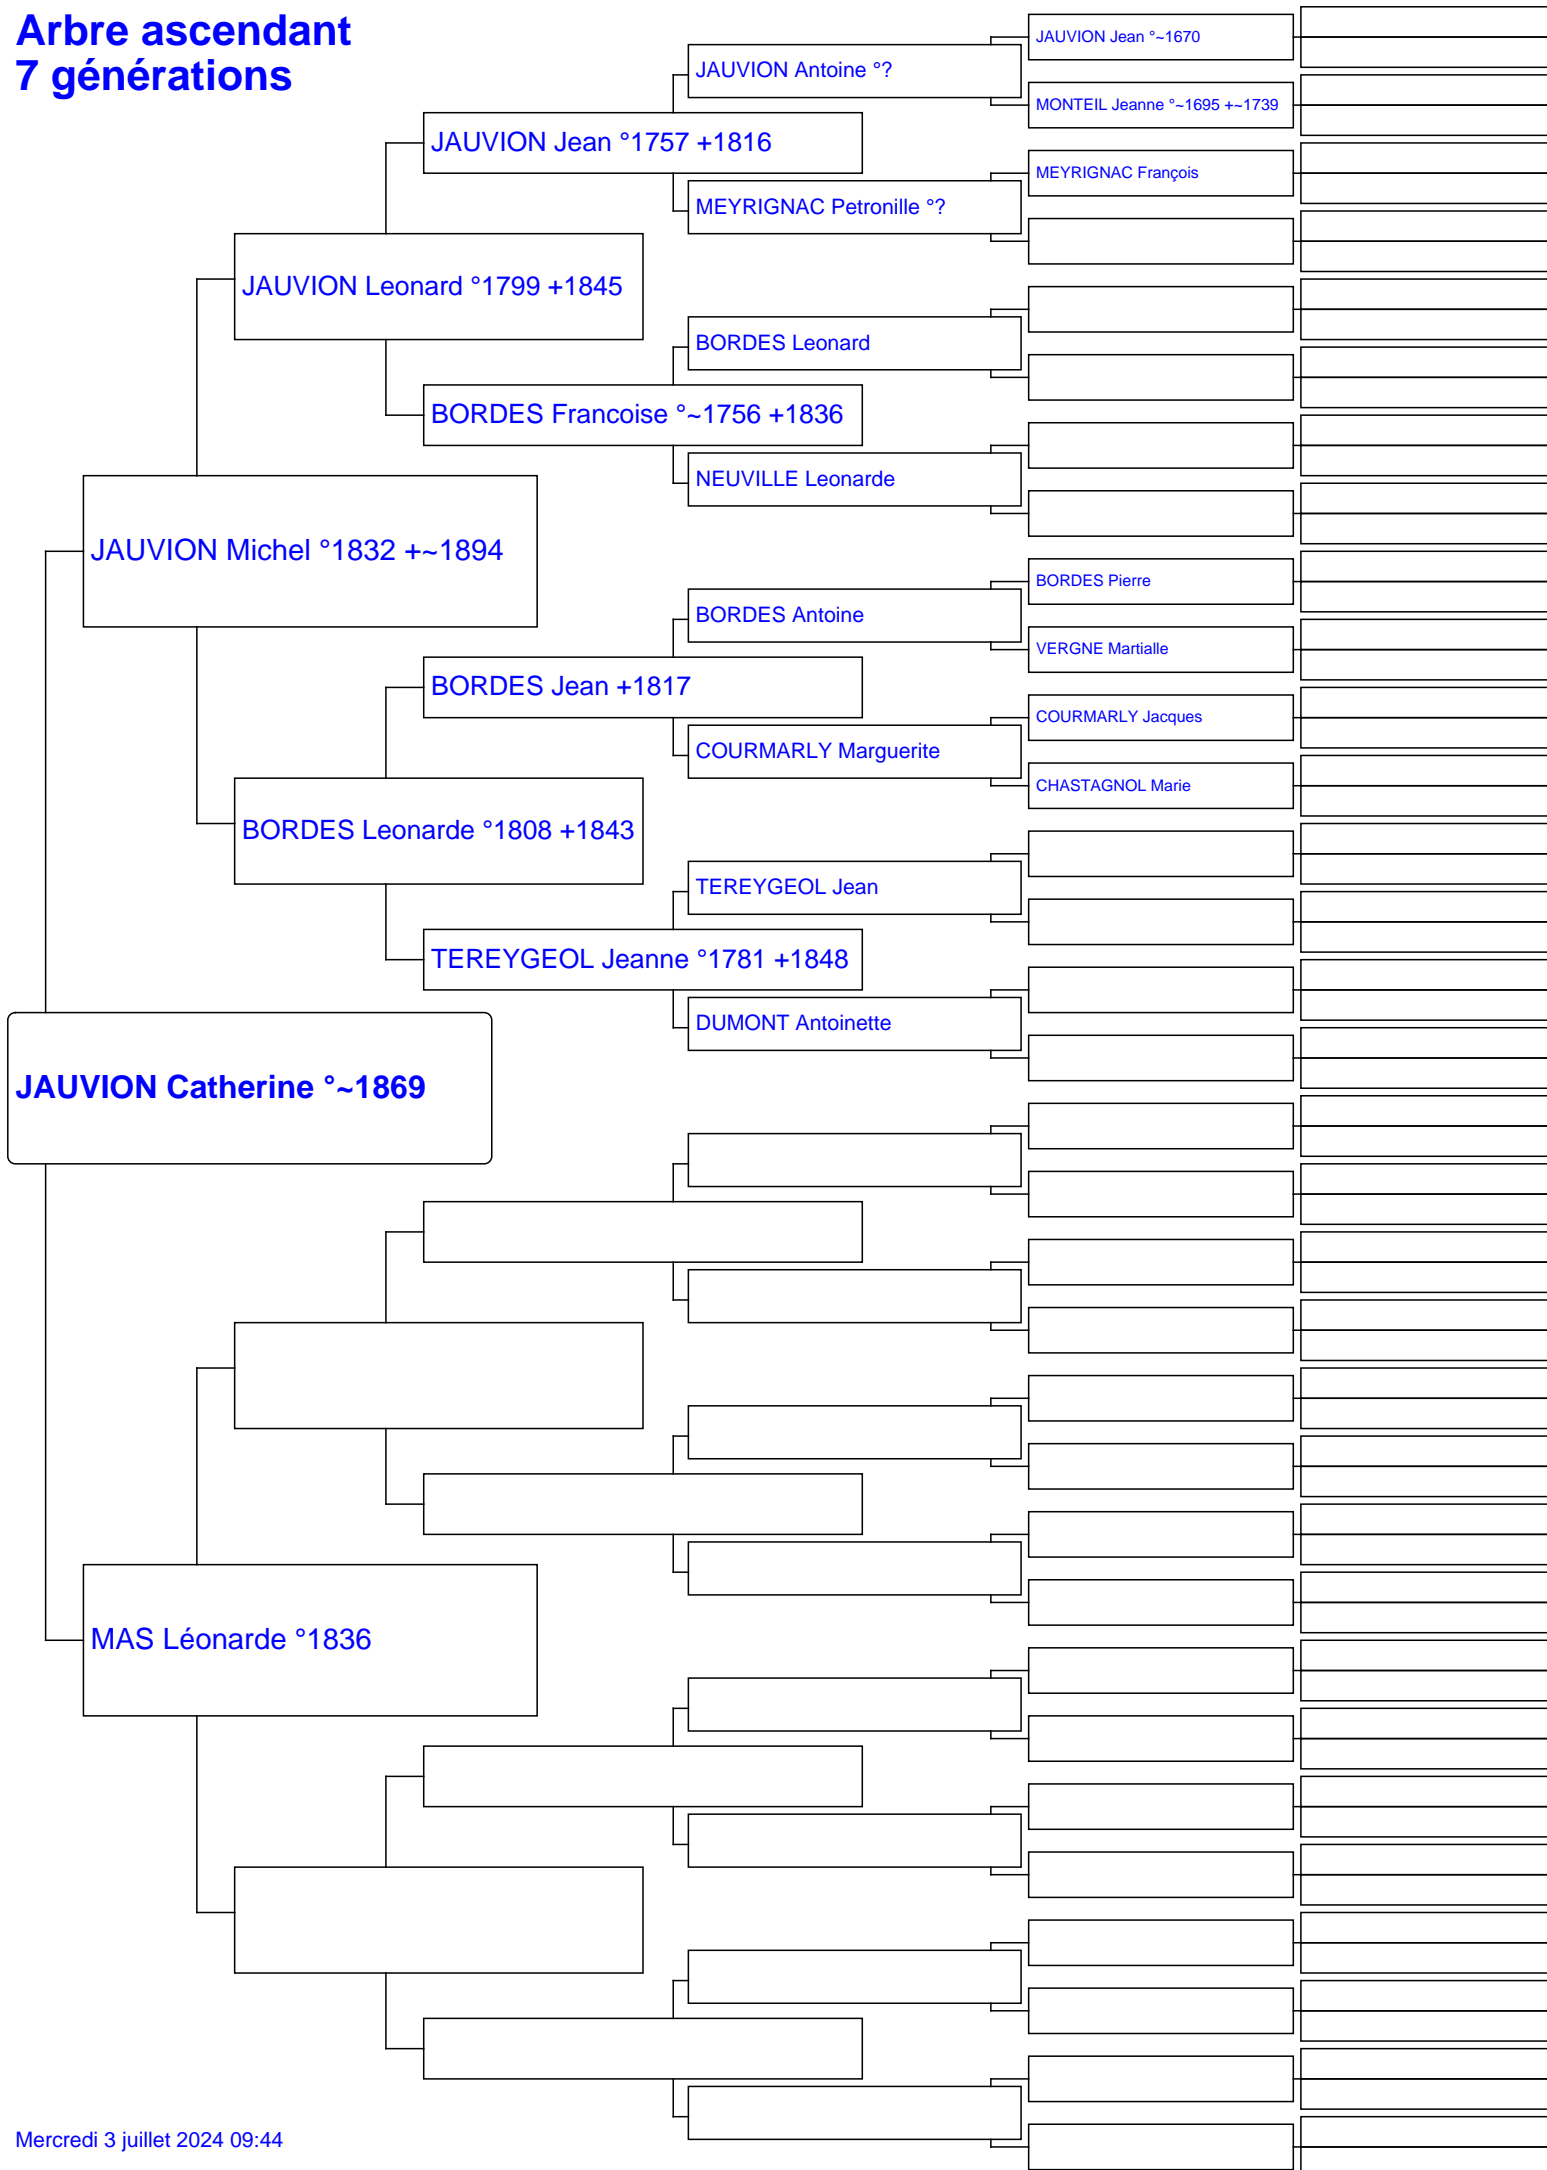 Arbre ascendant
7 générations
JAUVION Jean °~1670
JAUVION Antoine °?
MONTEIL Jeanne °~1695 +~1739
JAUVION Jean °1757 +1816
MEYRIGNAC François
MEYRIGNAC Petronille °?
JAUVION Leonard °1799 +1845
BORDES Leonard
BORDES Francoise °~1756 +1836
NEUVILLE Leonarde
JAUVION Michel °1832 +~1894
BORDES Pierre
BORDES Antoine
VERGNE Martialle
BORDES Jean +1817
COURMARLY Jacques
COURMARLY Marguerite
CHASTAGNOL Marie
BORDES Leonarde °1808 +1843
TEREYGEOL Jean
TEREYGEOL Jeanne °1781 +1848
DUMONT Antoinette
JAUVION Catherine °~1869
MAS Léonarde °1836
Mercredi 3 juillet 2024 09:44